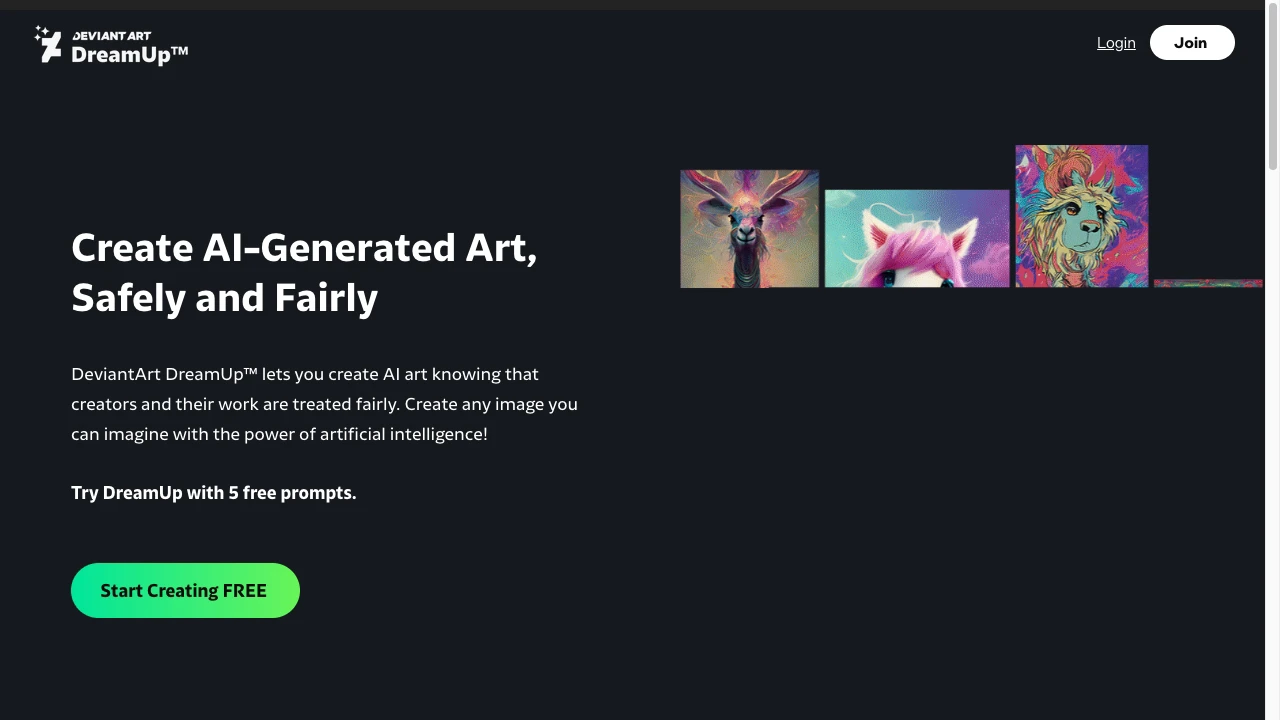 DEVIANT ART
DreamUp™
Login
Join
Create AI-Generated Art,
Safely and Fairly
DeviantArt DreamUp™ lets you create AI art knowing that
creators and their work are treated fairly. Create any image you
can imagine with the power of artificial intelligence!
Try DreamUp with 5 free prompts.
Start Creating FREE